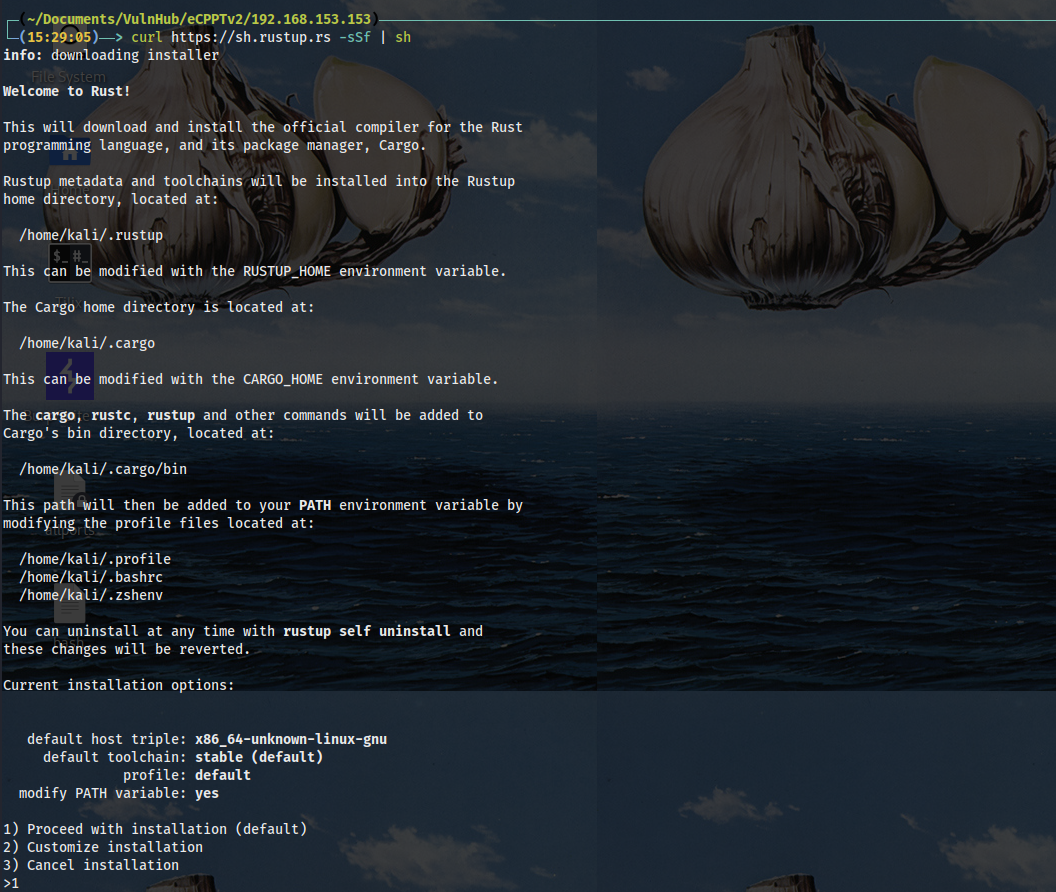 (~/Documents/VulnHub/eCPPTv2/192.168.153.153)
(15:29:05)—> curl https://sh.rustup.rs -sSf | sh
info: downloading installer
File System
Welcome to Rust!
This will download and install the official compiler for the Rust
programming language, and its package manager, Cargo.
Rustup metadata and toolchains will be installed into the Rustup
home directory, located at:
/home/kali/.rustup
This can be modified with the RUSTUP_HOME environment variable.
The Cargo home directory is located at:
/home/kali/.cargo
This can be modified with the CARGO_HOME environment variable.
The cargo, rustc, rustup and other commands will be added to
Cargo's bin directory, located at:
/home/kali/.cargo/bin
This path will then be added to your PATH environment variable by
modifying the profile files located at:
/home/kali/.profile
/home/kali/.bashrc
/home/kali/.zshenv
You can uninstall at any time with rustup self uninstall and
these changes will be reverted.
Current installation options:
default host triple: x86_64-unknown-linux-gnu
default toolchain: stable (default)
profile: default
modify PATH variable: yes
1) Proceed with installation (default)
2) Customize installation
3) Cancel installation
>1